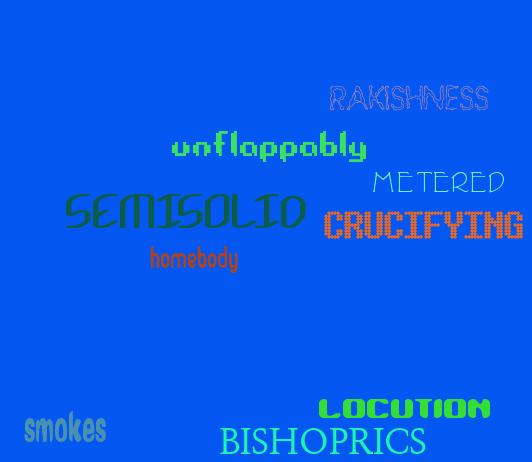 RAKISHNESS
unflappably
METERED
SEMISOLID
CRUCIFYING
homebody
LOCUTION
smokes
BISHOPRICS